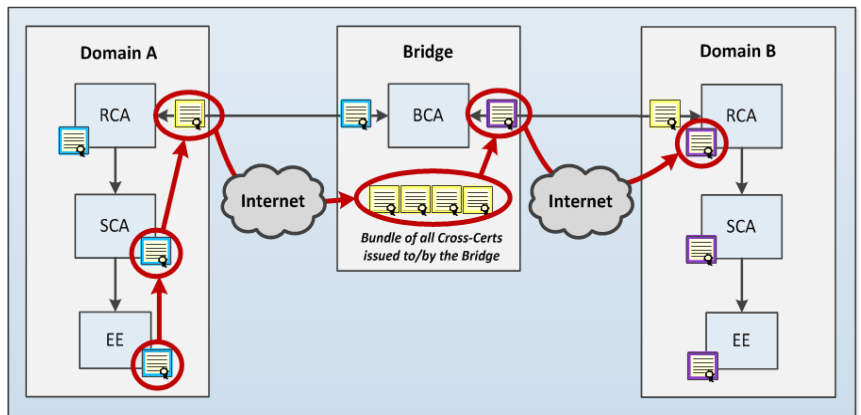 Domain A
Bridge
Domain B
RCA
BCA
RCA
Internet
Internet
SCA
SCA
Bundle of all Cross-Certs
issued to/by the Bridge
EE
EE